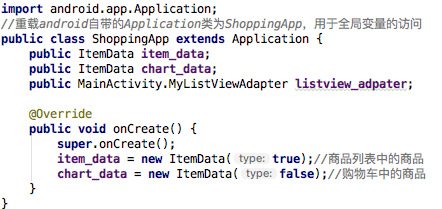 import android.app.Application;
//重载android自带的Application类为ShoppingApp，用于全局变量的访问
public class ShoppingApp extends Application {
public ItemData item_data;
public ItemData chart_data;
public MainActivity.MyListViewAdapter listview_adpater;
@Override
public void onCreate() {
super.onCreate();
item_data = new ItemData( type: true);//商品列表中的商品
chart_data = new ItemData( type: false);//购物车中的商品
}
}